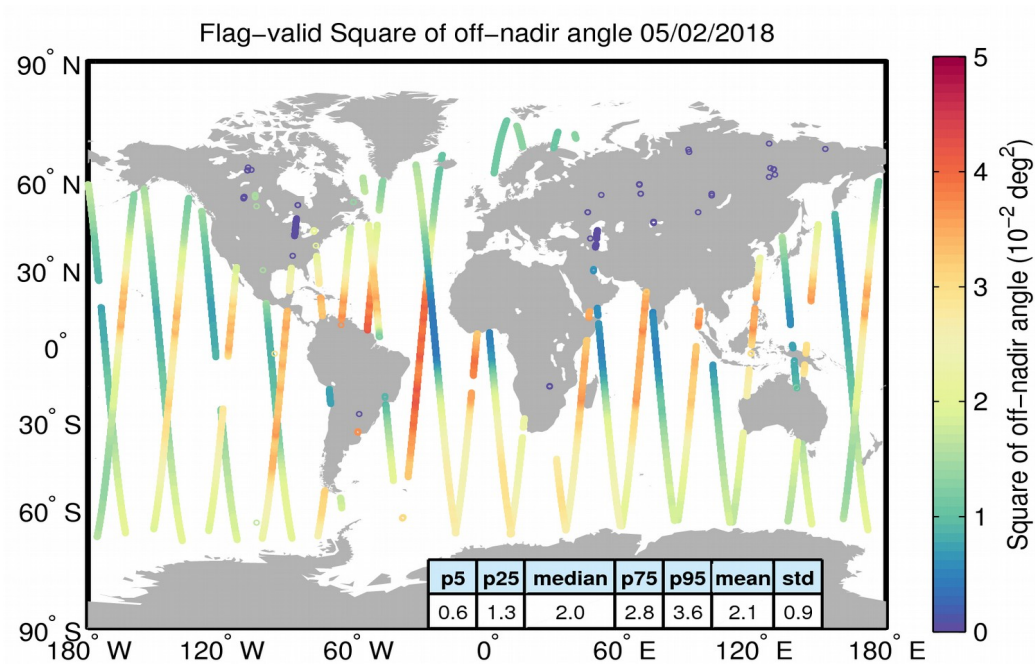 Flag−valid Square of off−nadir angle 05/02/2018
90° N
60° N
30° N
0°
30° S
60° S
90° S
180° W
120° W
60° W
0°
60° E
120° E
180° E
5
4
3
2
1
0
Square of off−nadir angle (10⁻² deg²)
p5 p25 median p75 p95 mean std
0.6 1.3 2.0 2.8 3.6 2.1 0.9